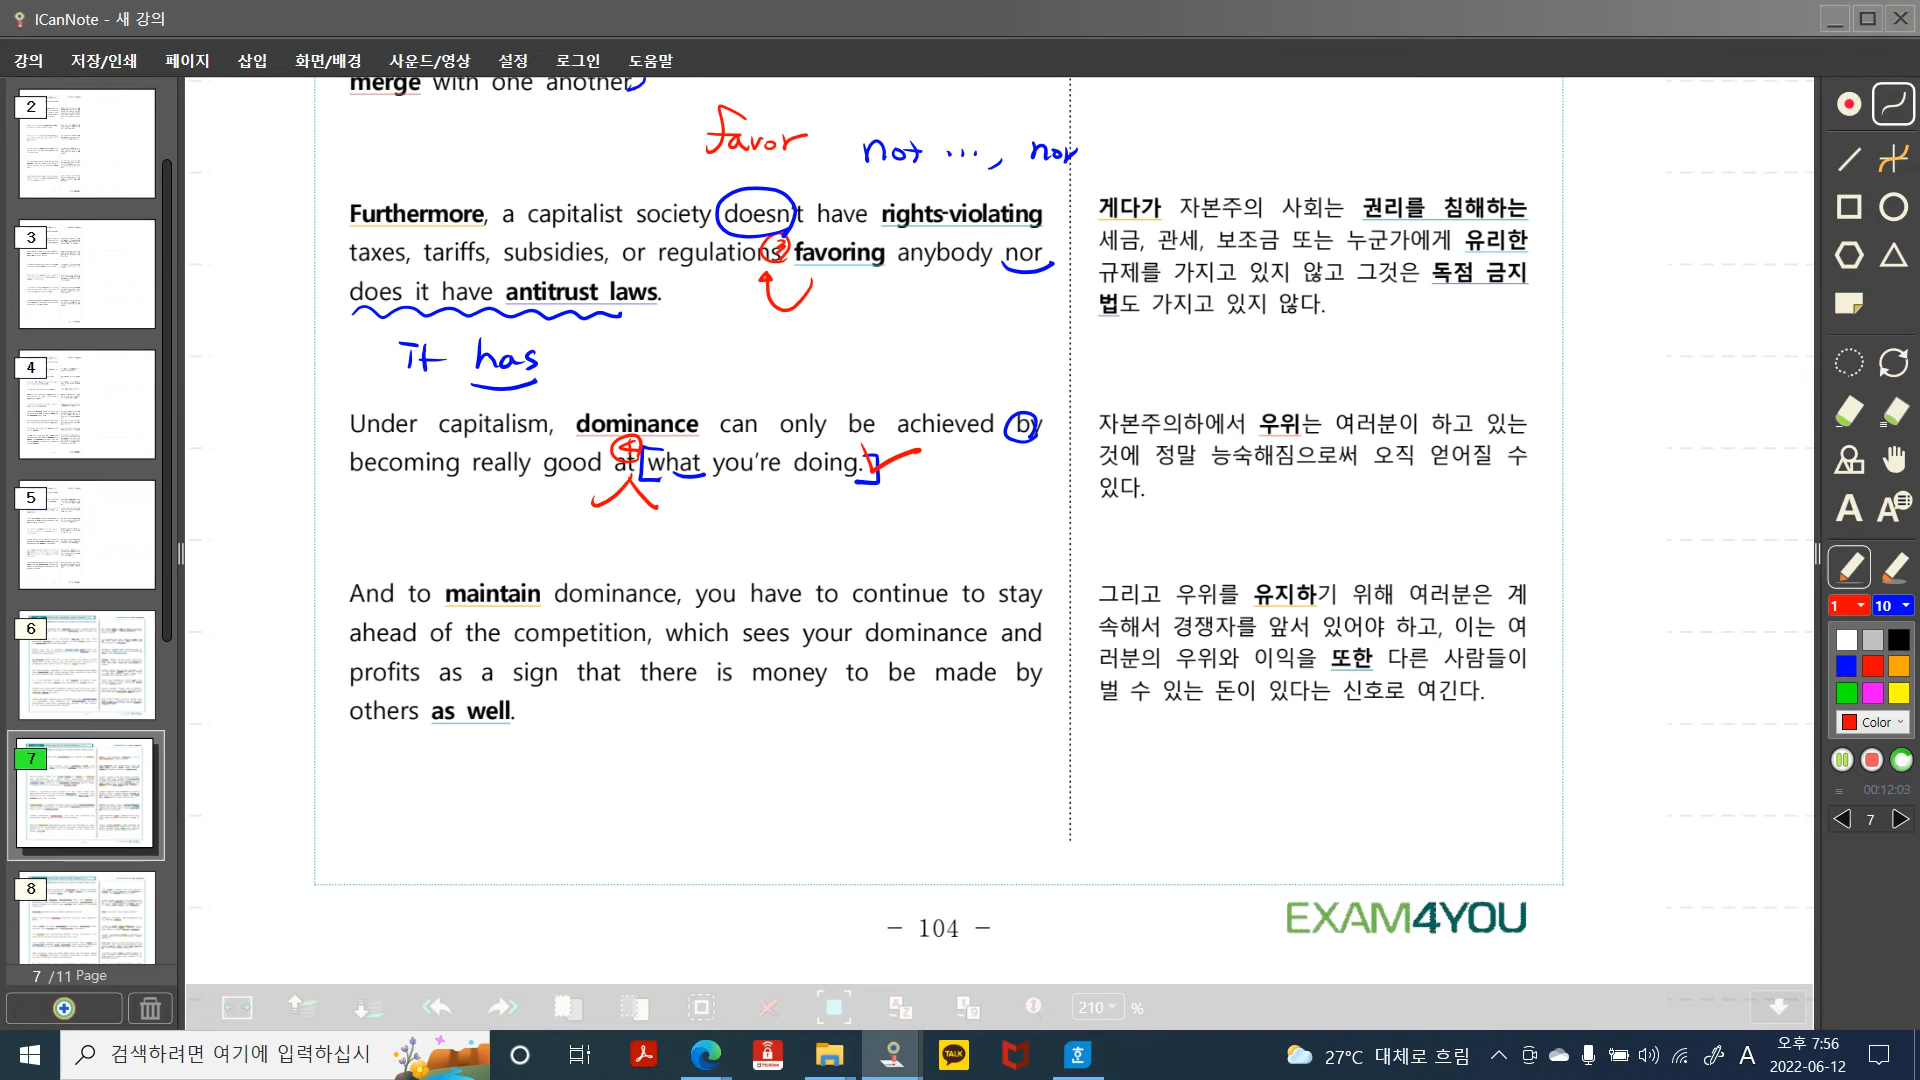 ICanNote - 새 강의
강의 저장/인쇄 페이지 삽입 화면/배경 사운드/영상 설정 로그인 도움말
2
3
4
5
6
7
8
7 /11 Page
merge with one another.
favor
not ..., nor
Furthermore, a capitalist society doesn't have rights-violating
taxes, tariffs, subsidies, or regulations favoring anybody nor
does it have antitrust laws.
it has
Under capitalism, dominance can only be achieved by
becoming really good at what you're doing.
④
And to maintain dominance, you have to continue to stay
ahead of the competition, which sees your dominance and
profits as a sign that there is money to be made by
others as well.
게다가 자본주의 사회는 권리를 침해하는
세금, 관세, 보조금 또는 누군가에게 유리한
규제를 가지고 있지 않고 그것은 독점 금지
법도 가지고 있지 않다.
자본주의하에서 우위는 여러분이 하고 있는
것에 정말 능숙해짐으로써 오직 얻어질 수
있다.
그리고 우위를 유지하기 위해 여러분은 계
속해서 경쟁자를 앞서 있어야 하고, 이는 여
러분의 우위와 이익을 또한 다른 사람들이
벌 수 있는 돈이 있다는 신호로 여긴다.
- 104 -
EXAM4YOU
1
10
Color
00:12:03
7
210 %
검색하려면 여기에 입력하십시
TALK
27°C 대체로 흐림
A
오후 7:56
2022-06-12